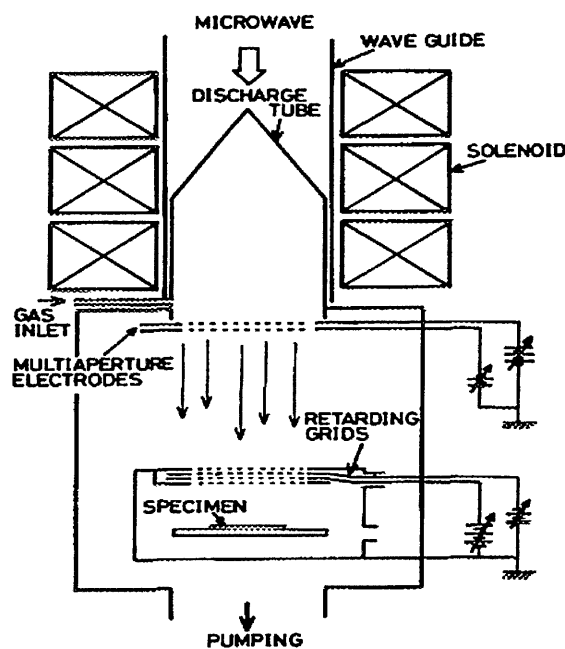 MICROWAVE
WAVE GUIDE
DISCHARGE
TUBE
SOLENOID
GAS
INLET
MULTIAPERTURE
ELECTRODES
RETARDING
GRIDS
SPECIMEN
PUMPING